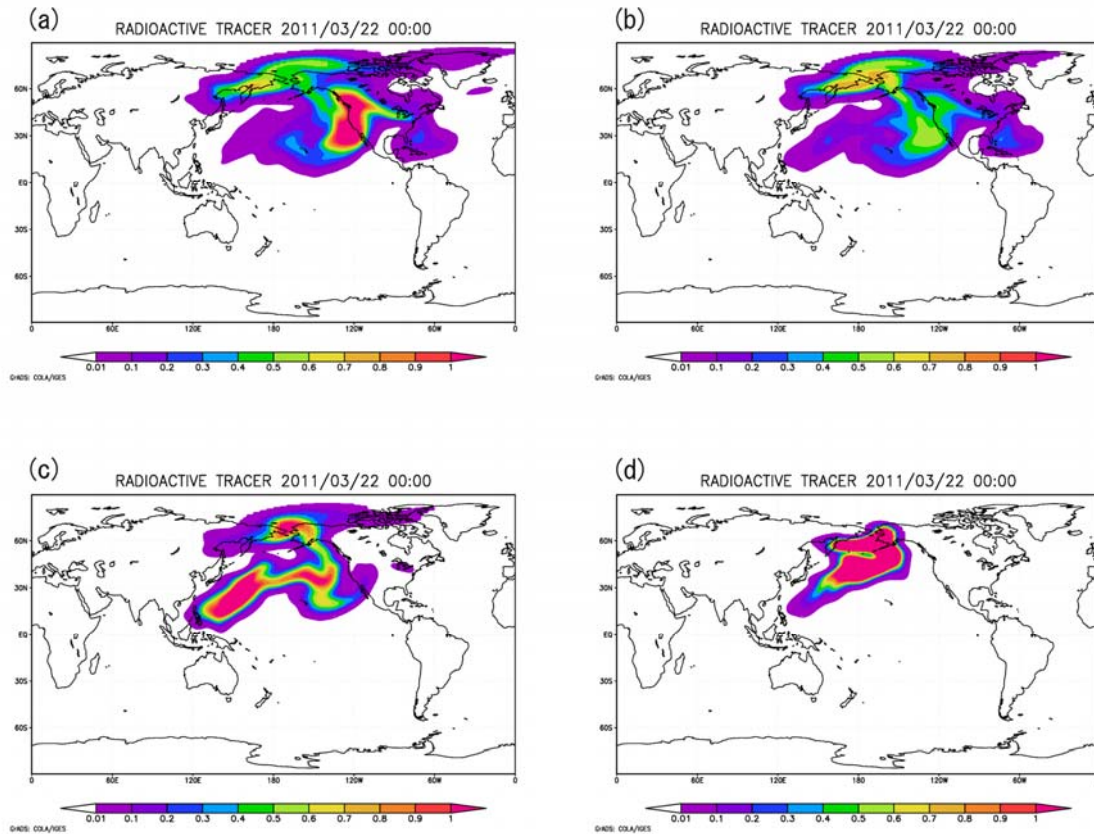 (a)
RADIOACTIVE TRACER 2011/03/22 00:00
60N
30N
EQ
30S
60S
0 60E 120E 180 120W 60W 0
0.01 0.1 0.2 0.3 0.4 0.5 0.6 0.7 0.8 0.9 1
GrADS: COLA/IGES
(b)
RADIOACTIVE TRACER 2011/03/22 00:00
60N
30N
EQ
30S
60S
0 60E 120E 180 120W 60W
0.01 0.1 0.2 0.3 0.4 0.5 0.6 0.7 0.8 0.9 1
GrADS: COLA/IGES
(c)
RADIOACTIVE TRACER 2011/03/22 00:00
60N
30N
EQ
30S
60S
0 60E 120E 180 120W 60W 0
0.01 0.1 0.2 0.3 0.4 0.5 0.6 0.7 0.8 0.9 1
GrADS: COLA/IGES
(d)
RADIOACTIVE TRACER 2011/03/22 00:00
60N
30N
EQ
30S
60S
0 60E 120E 180 120W 60W
0.01 0.1 0.2 0.3 0.4 0.5 0.6 0.7 0.8 0.9 1
GrADS: COLA/IGES